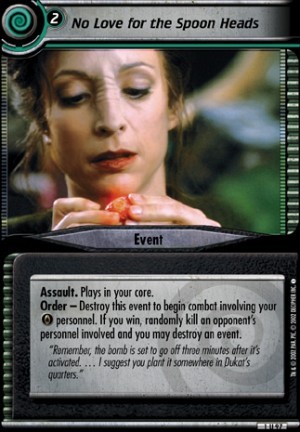 2 No Love for the Spoon Heads
Event
Assault. Plays in your core.
Order – Destroy this event to begin combat involving your
personnel. If you win, randomly kill an opponent's
personnel involved and you may destroy an event.
"Remember, the bomb is set to go off three minutes after it's
activated. ... I suggest you plant it somewhere in Dukat's
quarters."
1 U 97